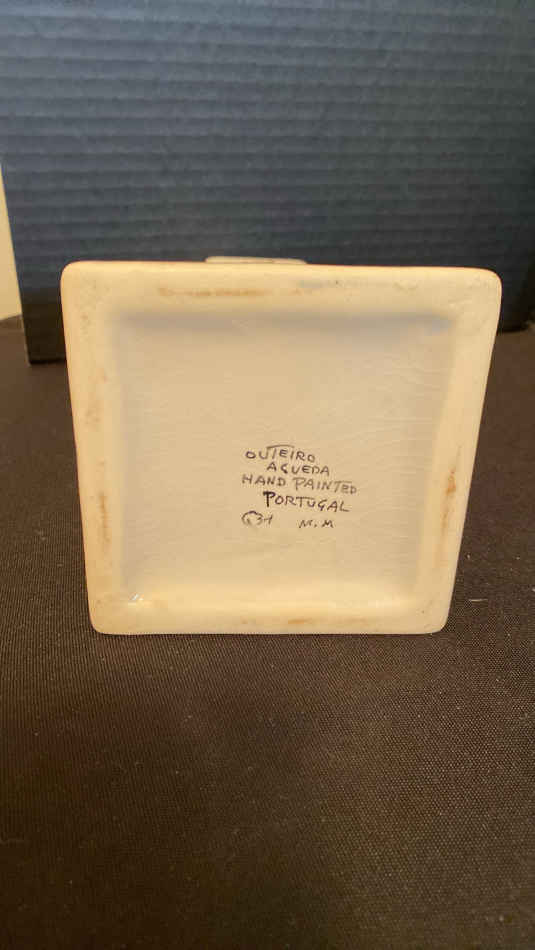 OUTEIRO
AGUEDA
HAND PAINTED
PORTUGAL
M.M